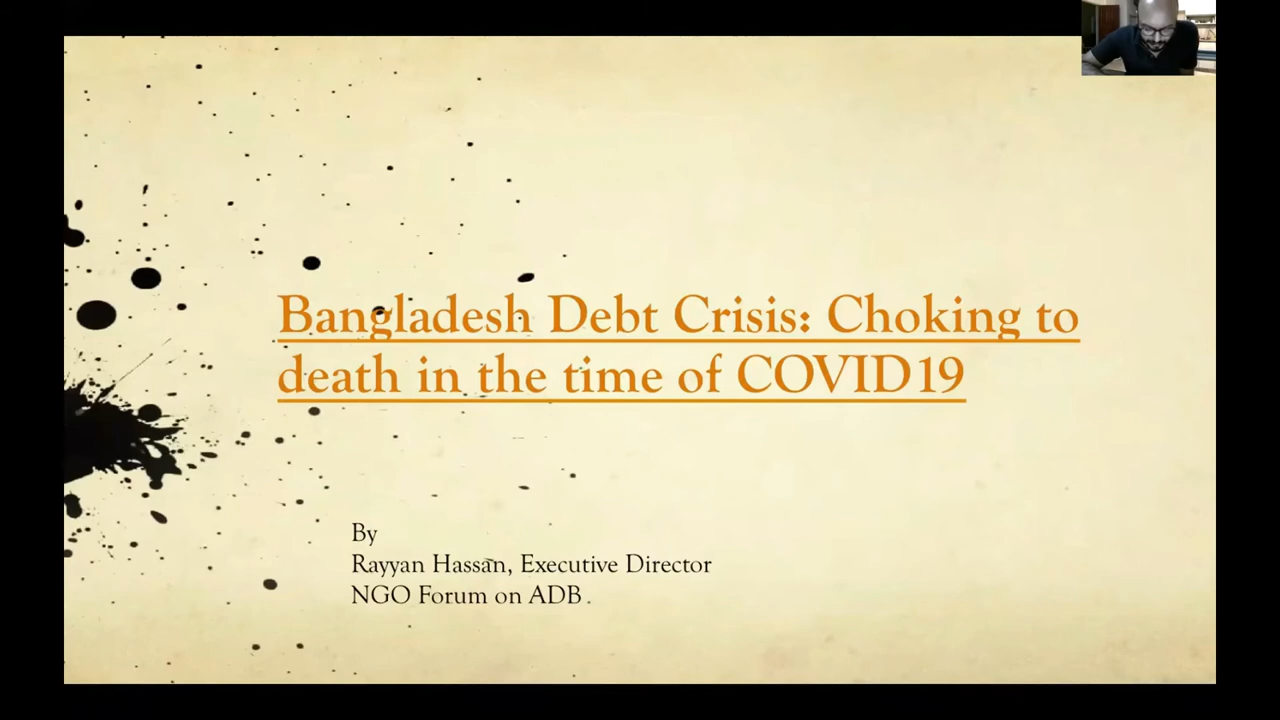 Bangladesh Debt Crisis: Choking to
death in the time of COVID19
By
Rayyan Hassan, Executive Director
NGO Forum on ADB